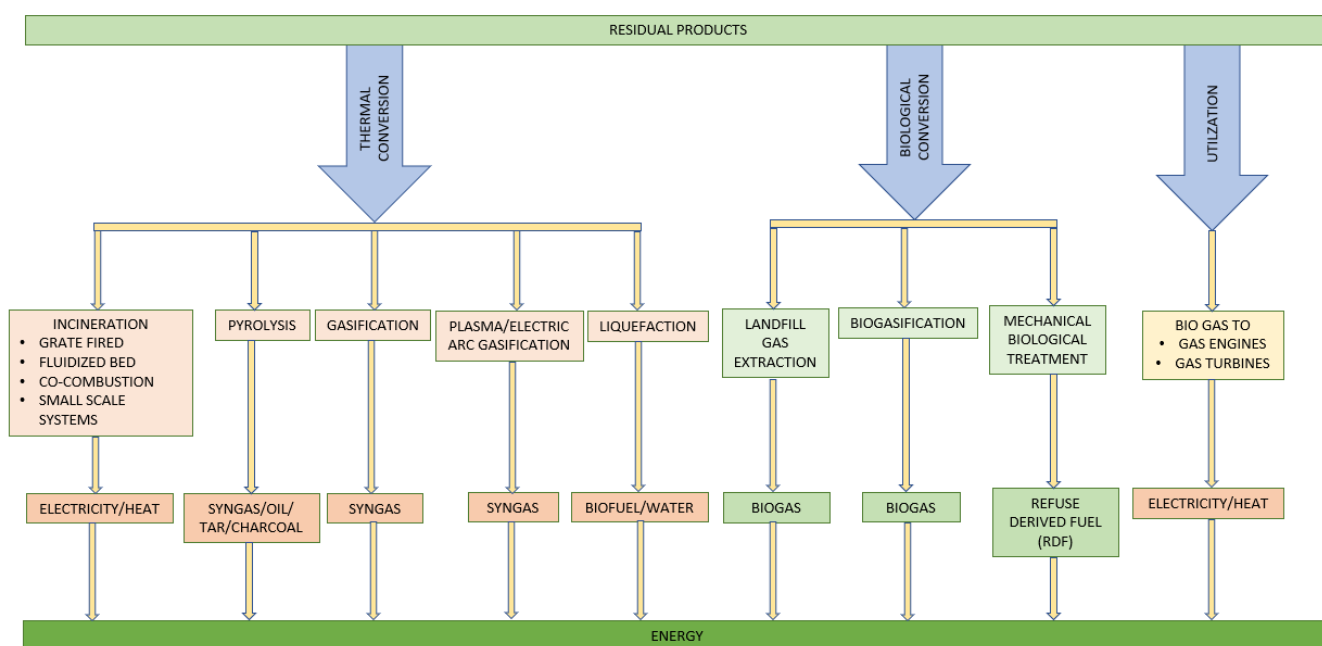 RESIDUAL PRODUCTS
THERMAL
CONVERSION
BIOLOGICAL
CONVERSION
UTILZATION
INCINERATION
• GRATE FIRED
• FLUIDIZED BED
• CO-COMBUSTION
• SMALL SCALE
SYSTEMS
PYROLYSIS
GASIFICATION
PLASMA/ELECTRIC
ARC GASIFICATION
LIQUEFACTION
LANDFILL
GAS
EXTRACTION
BIOGASIFICATION
MECHANICAL
BIOLOGICAL
TREATMENT
BIO GAS TO
• GAS ENGINES
• GAS TURBINES
ELECTRICITY/HEAT
SYNGAS/OIL/
TAR/CHARCOAL
SYNGAS
SYNGAS
BIOFUEL/WATER
BIOGAS
BIOGAS
REFUSE
DERIVED FUEL
(RDF)
ELECTRICITY/HEAT
ENERGY